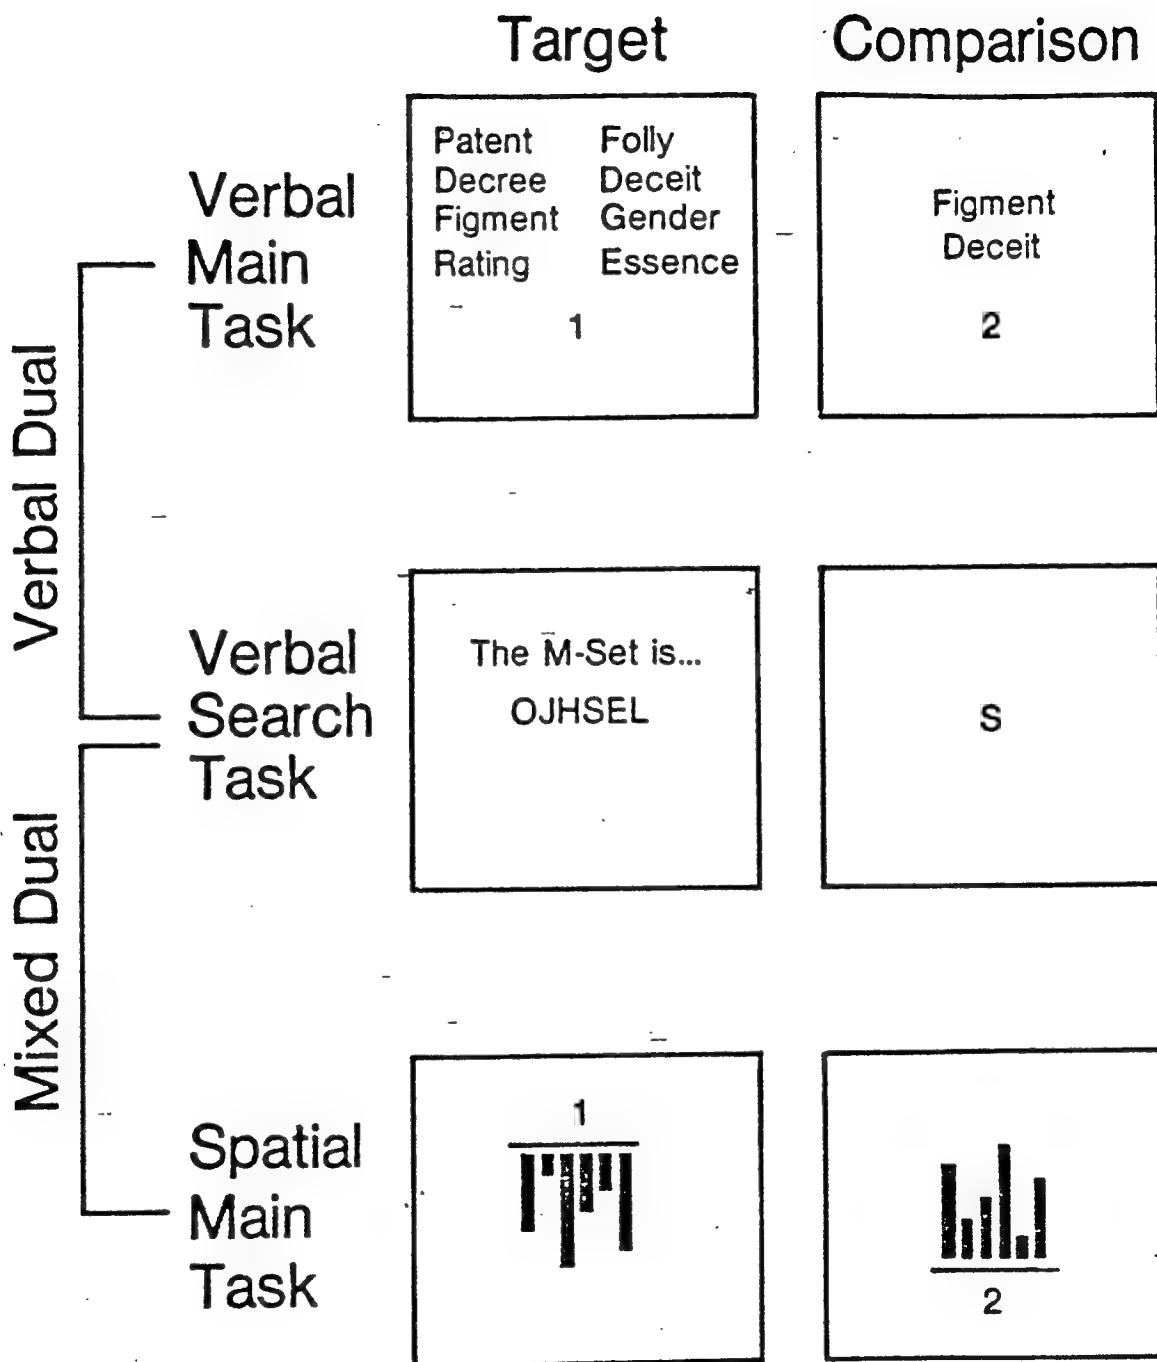 Target
Comparison
Verbal Dual
Mixed Dual
Verbal
Main
Task
Patent Folly
Decree Deceit
Figment Gender
Rating Essence
1
Figment
Deceit
2
Verbal
Search
Task
The M-Set is...
OJHSEL
S
Spatial
Main
Task
1
2